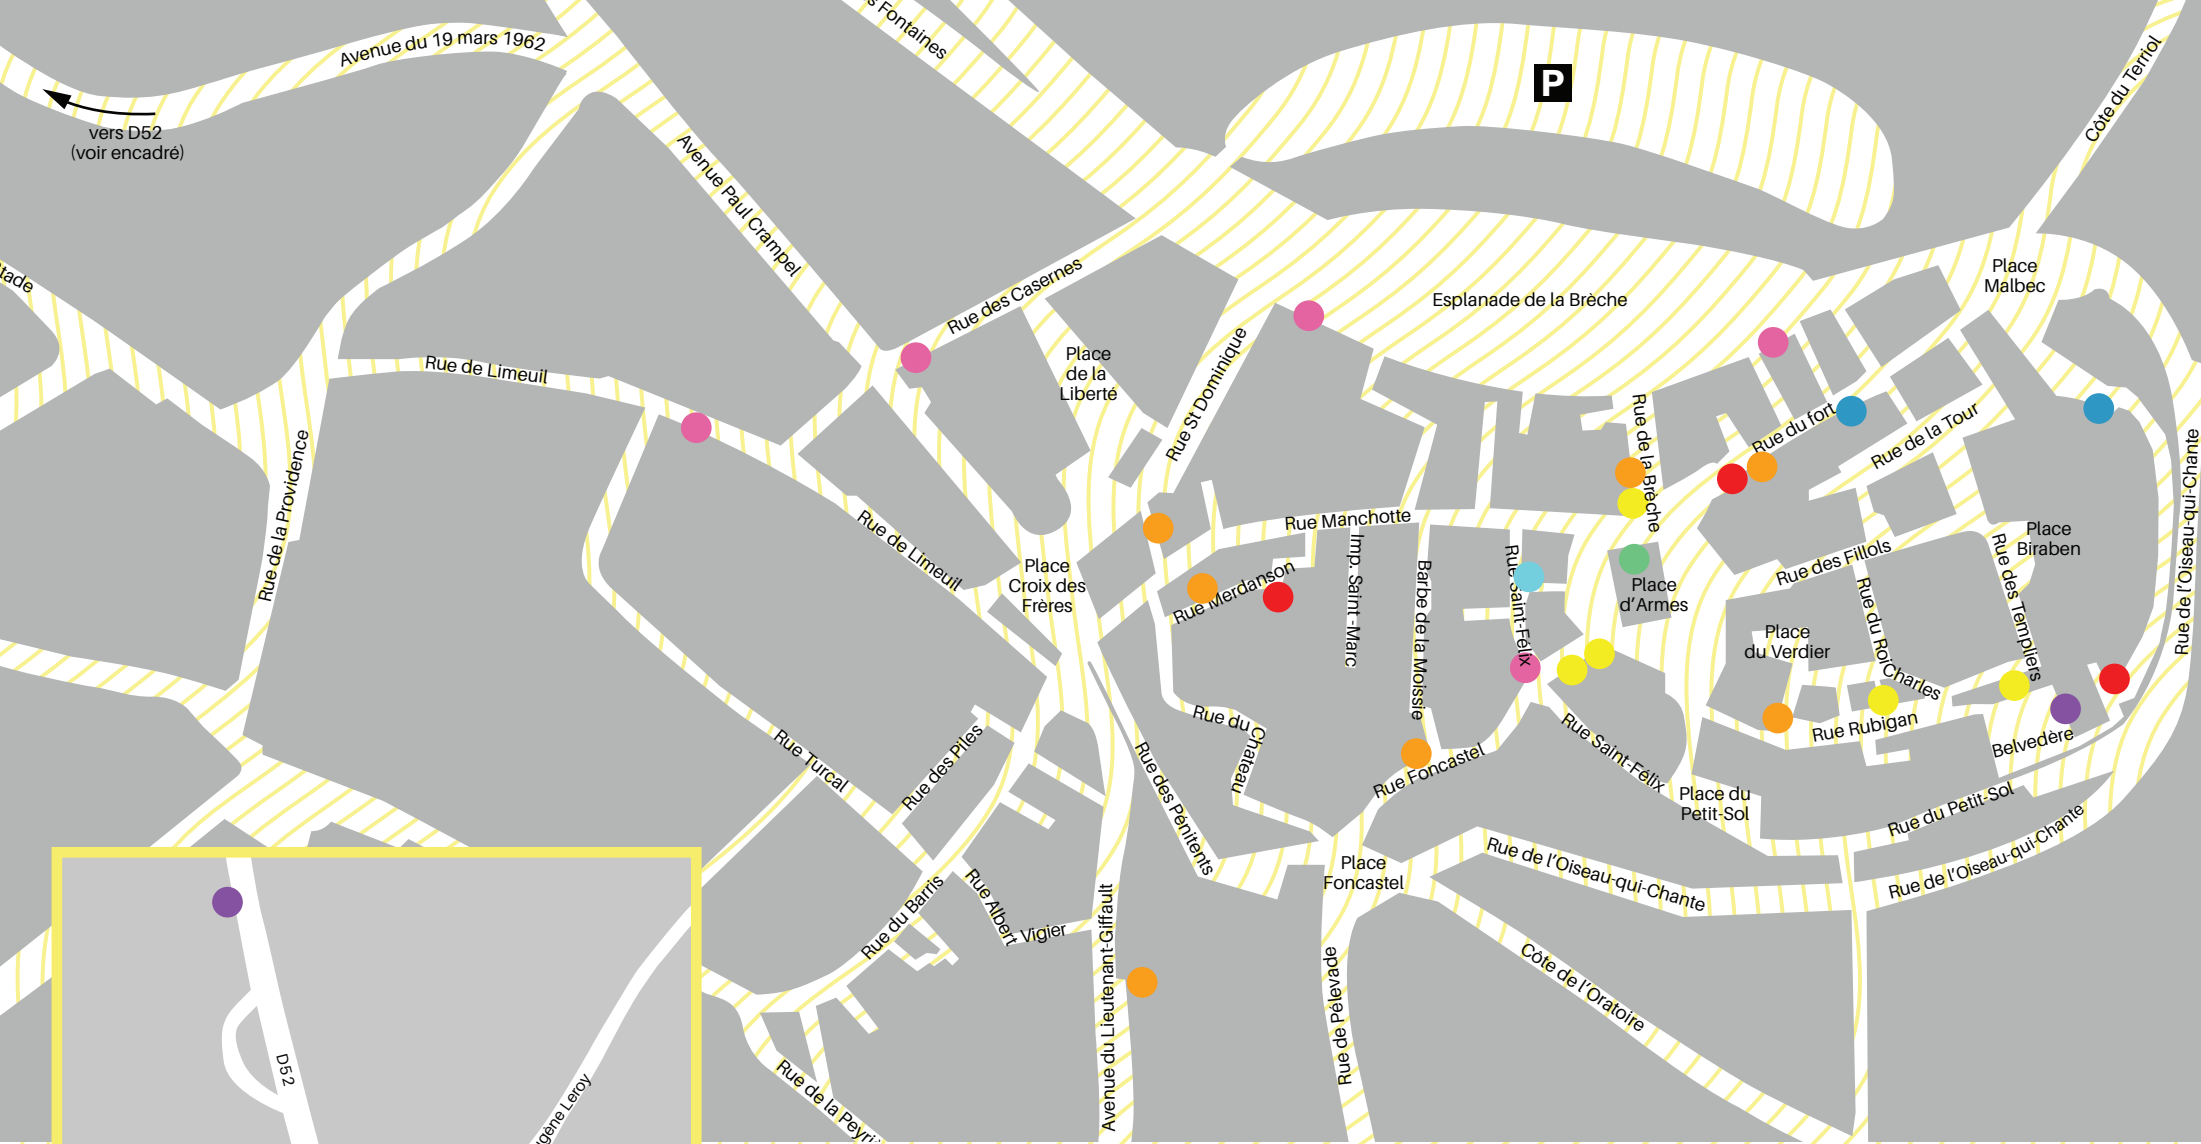 Avenue du 19 mars 1962
vers D52
(voir encadré)
s Fontaines
P
Côte du Terriol
Avenue Paul Crampel
Rue des Casernes
Esplanade de la Brèche
Place
Malbec
tade
Rue de Limeuil
Place
de la
Liberté
Rue St Dominique
Rue de la Brèche
Rue du fort
Rue de la Tour
Rue de l'Oiseau-qui-Chante
Rue de la Providence
Rue de Limeuil
Place
Croix des
Frères
Rue Manchotte
Rue Merdanson
Imp. Saint-Marc
Barbe de la Moissie
Rue Saint-Félix
Place
d'Armes
Rue des Fillols
Place
Biraben
Rue des Templiers
Place
du Verdier
Rue du Roi
Charles
Rue Rubigan
Belvedère
Rue du
Chateau
Rue Foncastel
Rue Saint-Félix
Rue des Piles
Rue Turcal
Rue des Pénitents
Place du
Petit-Sol
Rue du Petit-Sol
Place
Foncastel
Rue de l'Oiseau-qui-Chante
Rue de l'Oiseau-qui-Chante
Rue du Barris
Rue Albert
Vigier
Avenue du Lieutenant-Giffault
Rue de Pélevade
Côte de l'Oratoire
Rue de la Peyri
D52
gène Leroy